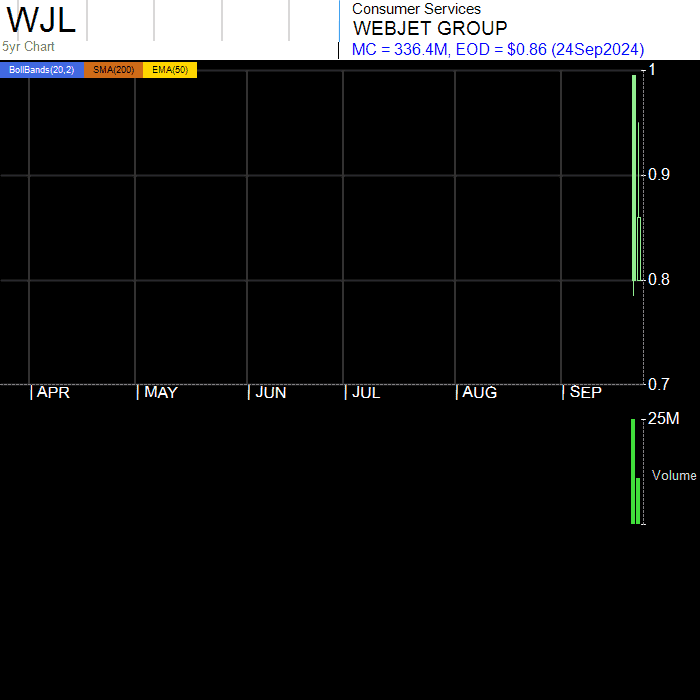 WJL
5yr Chart
Consumer Services
WEBJET GROUP
MC = 336.4M, EOD = $0.86 (24Sep2024)
BollBands(20,2) SMA(200) EMA(50)
1
0.9
0.8
0.7
APR MAY JUN JUL AUG SEP
25M
Volume